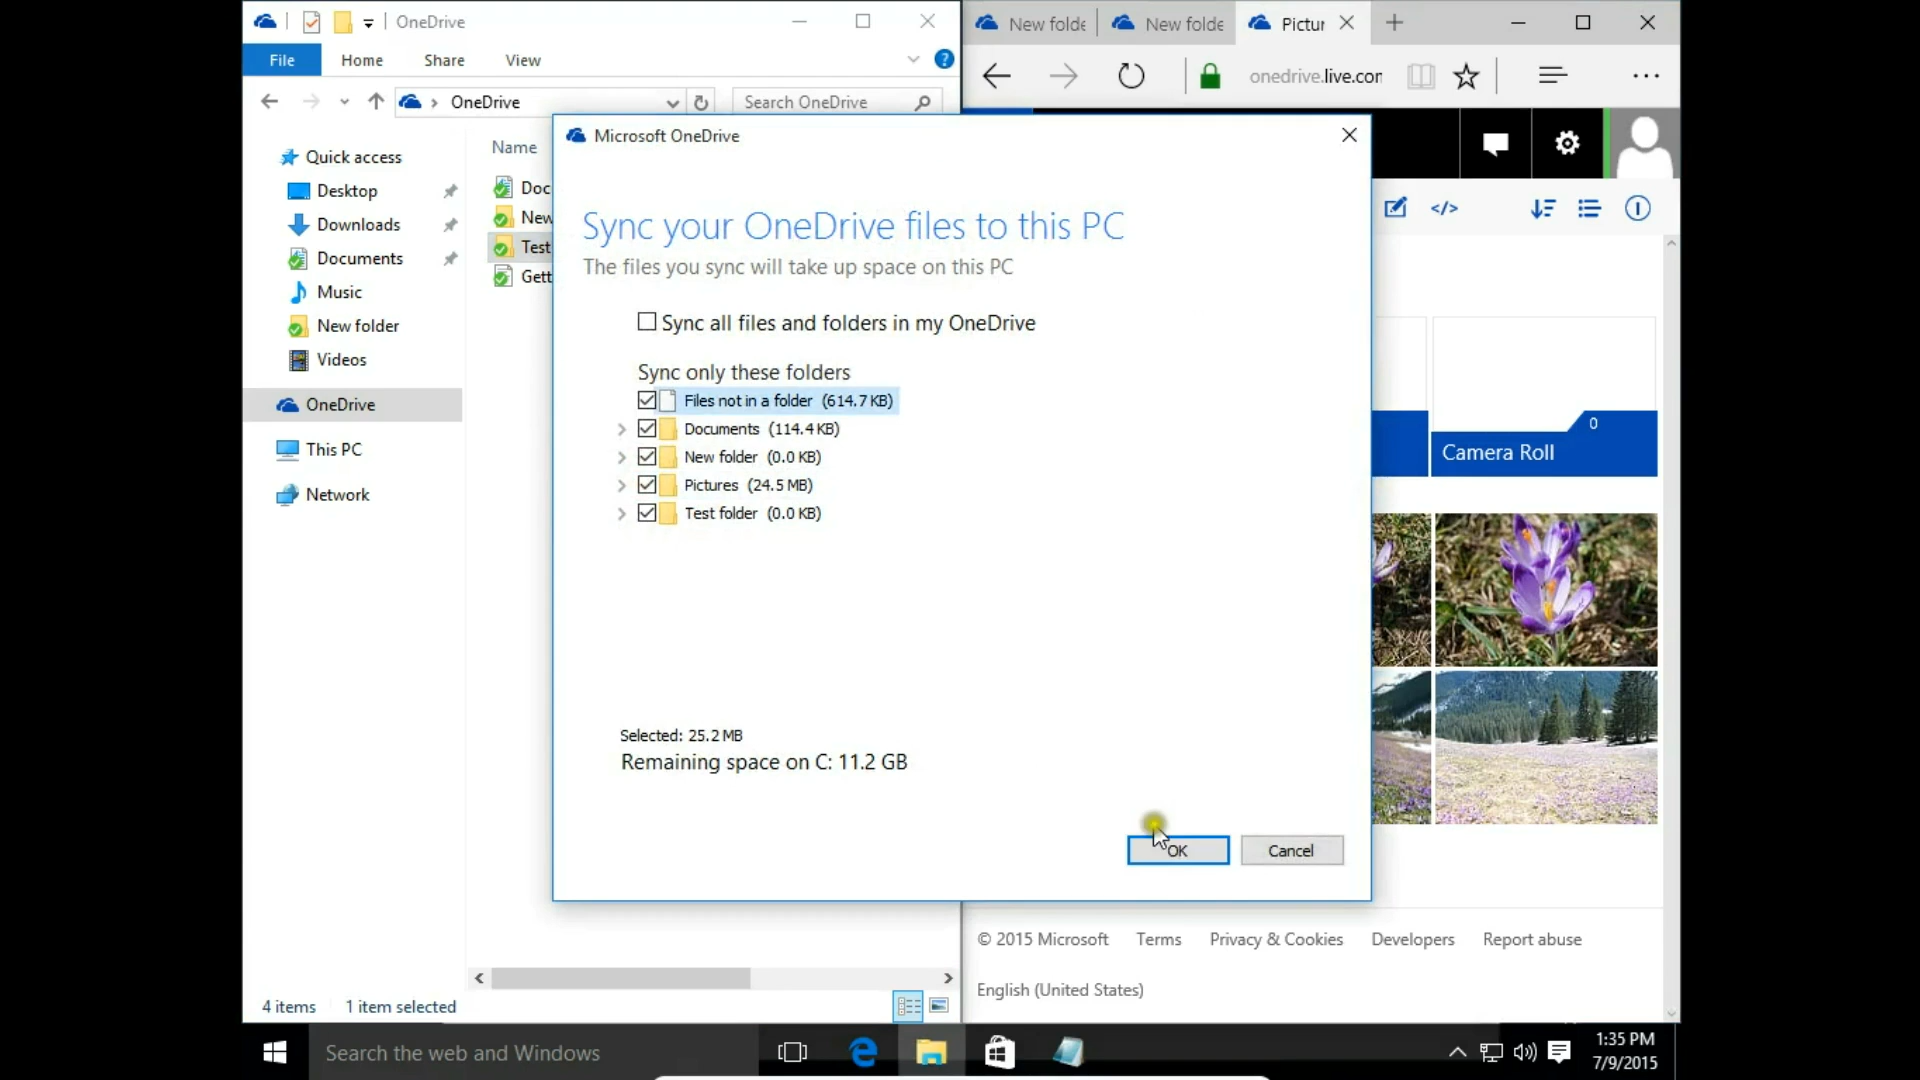 OneDrive
File Home Share View
OneDrive
Search OneDrive
Quick access
Desktop
Downloads
Documents
Music
New folder
Videos
OneDrive
This PC
Network
Name
Doc
New
Test
Gett
4 items 1 item selected
Microsoft OneDrive
Sync your OneDrive files to this PC
The files you sync will take up space on this PC
Sync all files and folders in my OneDrive
Sync only these folders
Files not in a folder (614.7 KB)
Documents (114.4 KB)
New folder (0.0 KB)
Pictures (24.5 MB)
Test folder (0.0 KB)
Selected: 25.2 MB
Remaining space on C: 11.2 GB
OK Cancel
New folde New folde Pictur
onedrive.live.con
0
Camera Roll
© 2015 Microsoft Terms Privacy & Cookies Developers Report abuse
English (United States)
Search the web and Windows
1:35 PM
7/9/2015